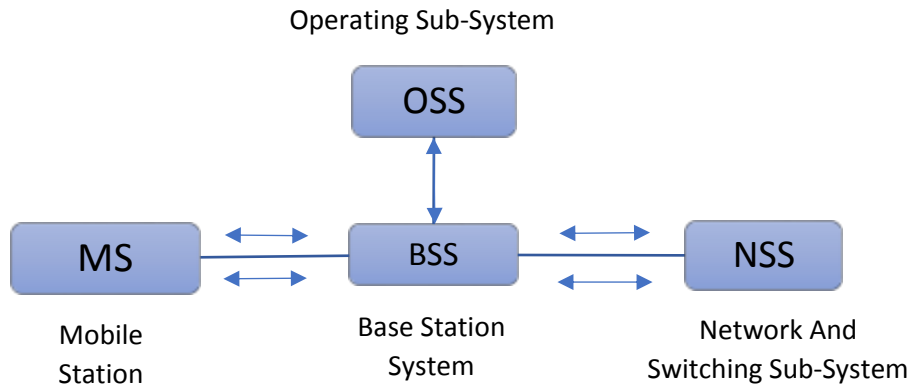 Operating Sub-System
OSS
MS
BSS
NSS
Mobile
Station
Base Station
System
Network And
Switching Sub-System